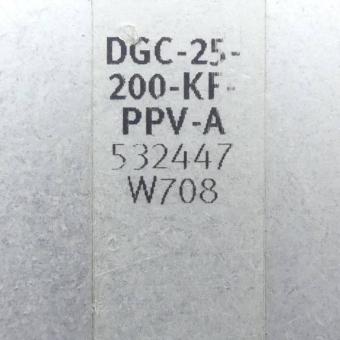 DGC-25-
200-KF-
PPV-A
532447
W708